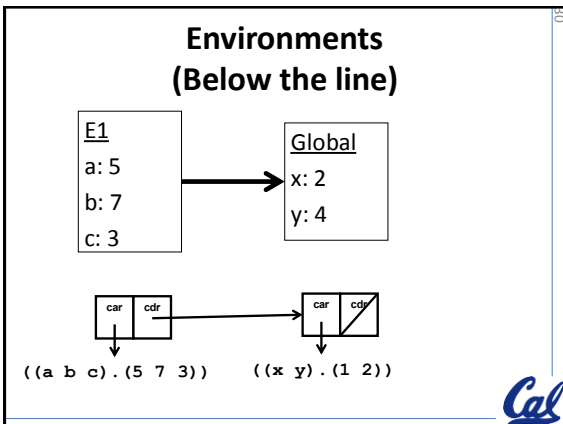 Environments
(Below the line)
E1
a: 5
b: 7
c: 3
Global
x: 2
y: 4
car cdr
car cdr
((a b c).(5 7 3))
((x y).(1 2))
Cal